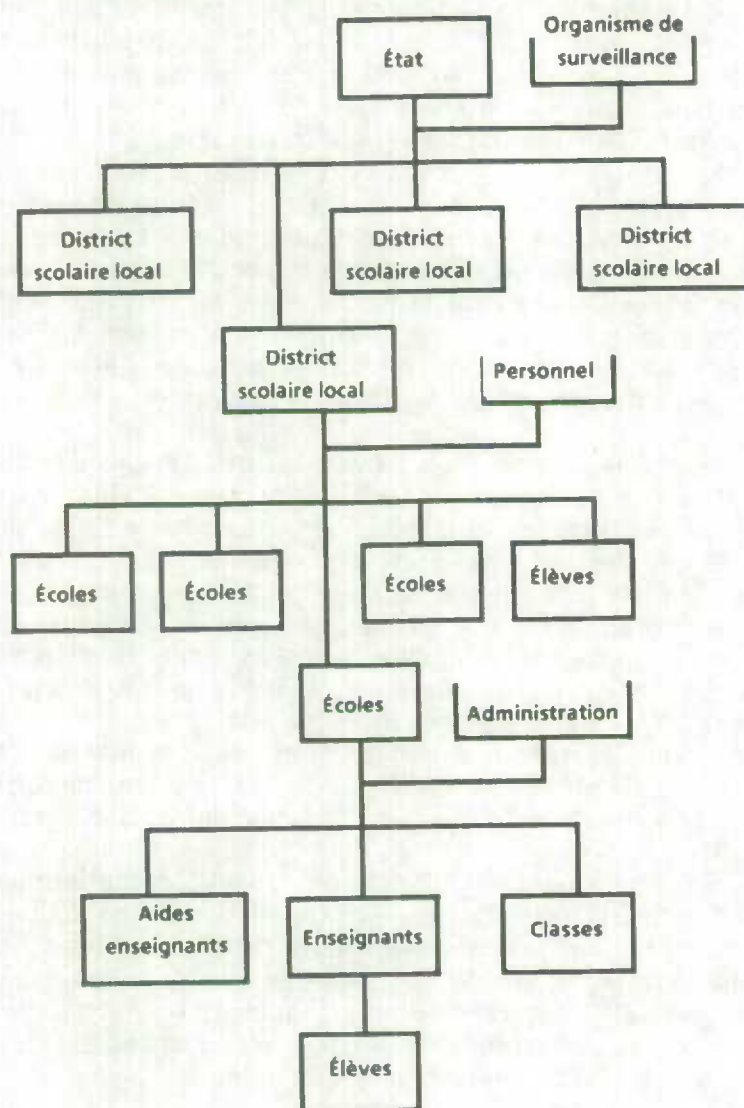 État
Organisme de
surveillance
District
scolaire local
District
scolaire local
District
scolaire local
District
scolaire local
Personnel
Écoles
Écoles
Écoles
Élèves
Écoles
Administration
Aides
enseignants
Enseignants
Classes
Élèves